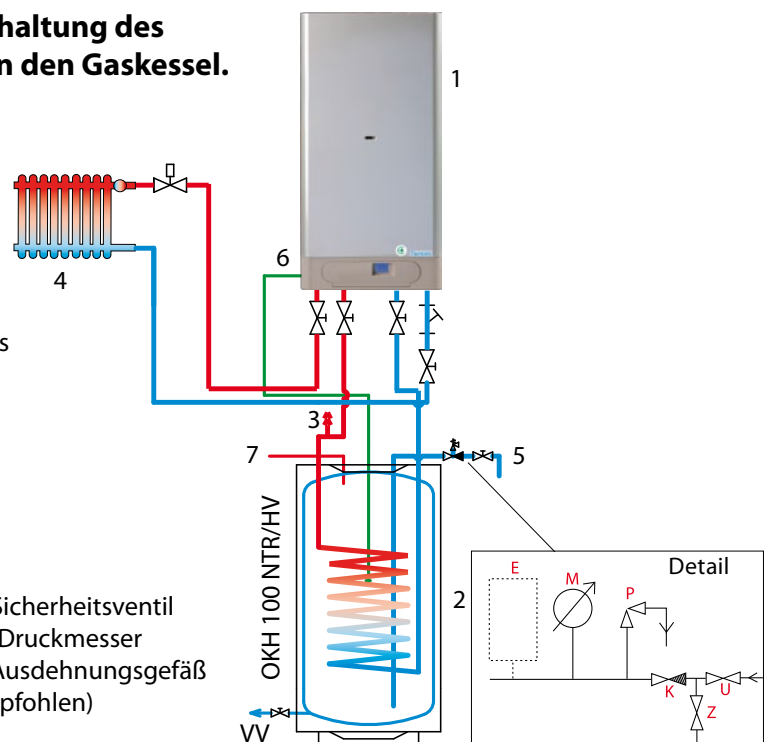 haltung des
n den Gaskessel.
1
4
6
s
3
7
5
OKH 100 NTR/HV
2
Detail
E
M
P
K
U
Z
Sicherheitsventil
Druckmesser
Ausdehnungsgefäß
pfohlen)
VV